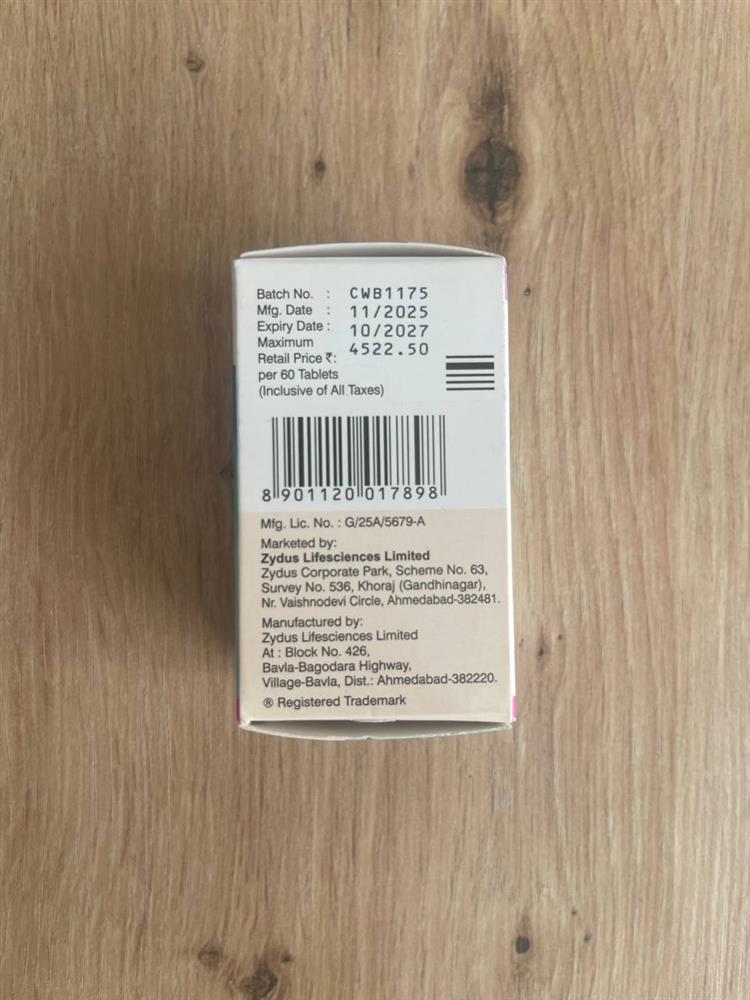 Batch No. : CWB1175
Mfg. Date : 11/2025
Expiry Date : 10/2027
Maximum
Retail Price ₹: 4522.50
per 60 Tablets
(Inclusive of All Taxes)
8 901120 017898
Mfg. Lic. No. : G/25A/5679-A
Marketed by:
Zydus Lifesciences Limited
Zydus Corporate Park, Scheme No. 63,
Survey No. 536, Khoraj (Gandhinagar),
Nr. Vaishnodevi Circle, Ahmedabad-382481.
Manufactured by:
Zydus Lifesciences Limited
At : Block No. 426,
Bavla-Bagodara Highway,
Village-Bavla, Dist.: Ahmedabad-382220.
® Registered Trademark